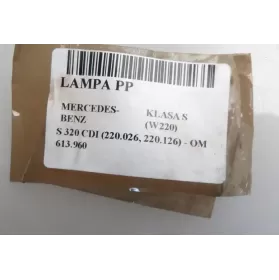 LAMPA PP
MERCEDES-BENZ KLASA S (W220)
S 320 CDI (220.026, 220.126) - OM
613.960